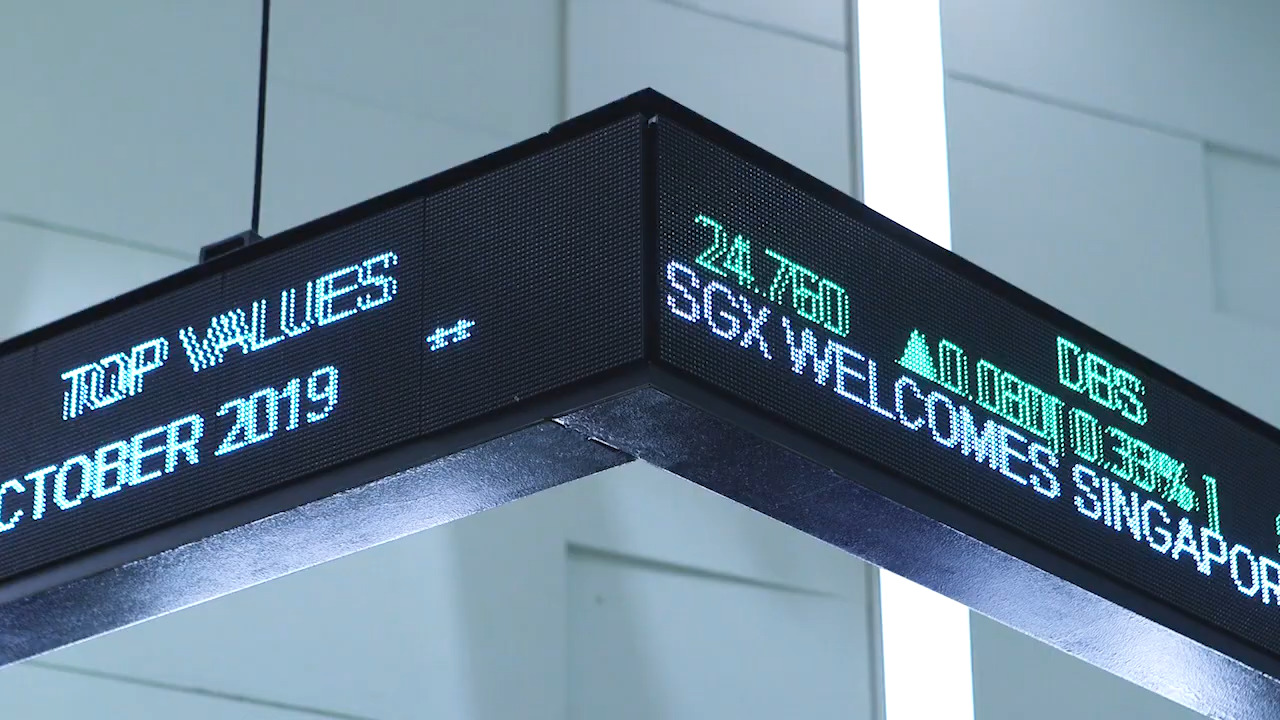 TOP VALUES
CTOBER 2019 **
24.760
DBS
▲0.080[0.33%]
SGX WELCOMES SINGAPOR